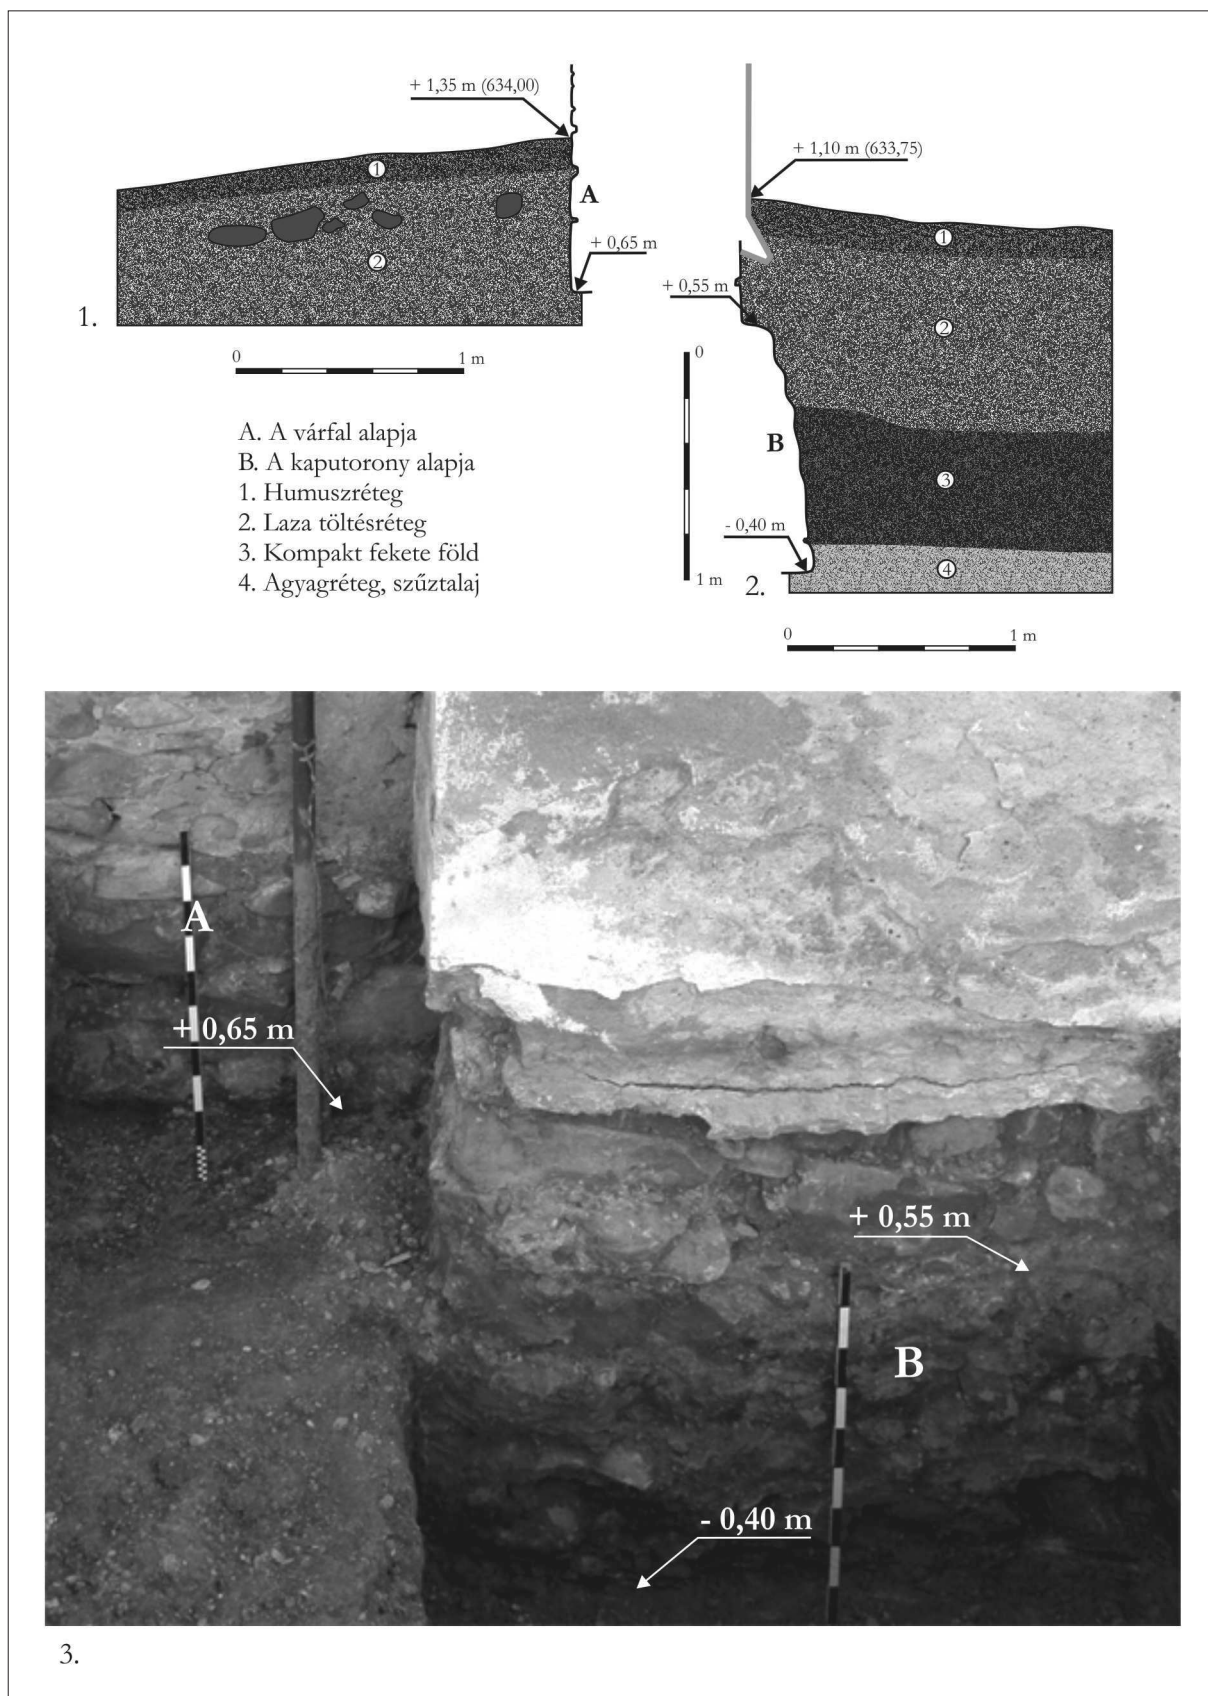 + 1,35 m (634,00)
1
A
+ 0,65 m
2
1.
0 1 m
+ 1,10 m (633,75)
1
+ 0,55 m
2
0
B
3
- 0,40 m
1 m
2.
4
0 1 m
A. A várfal alapja
B. A kaputorony alapja
1. Humuszréteg
2. Laza töltésréteg
3. Kompakt fekete föld
4. Agyagréteg, szűztalaj
A
+ 0,65 m
+ 0,55 m
B
- 0,40 m
3.